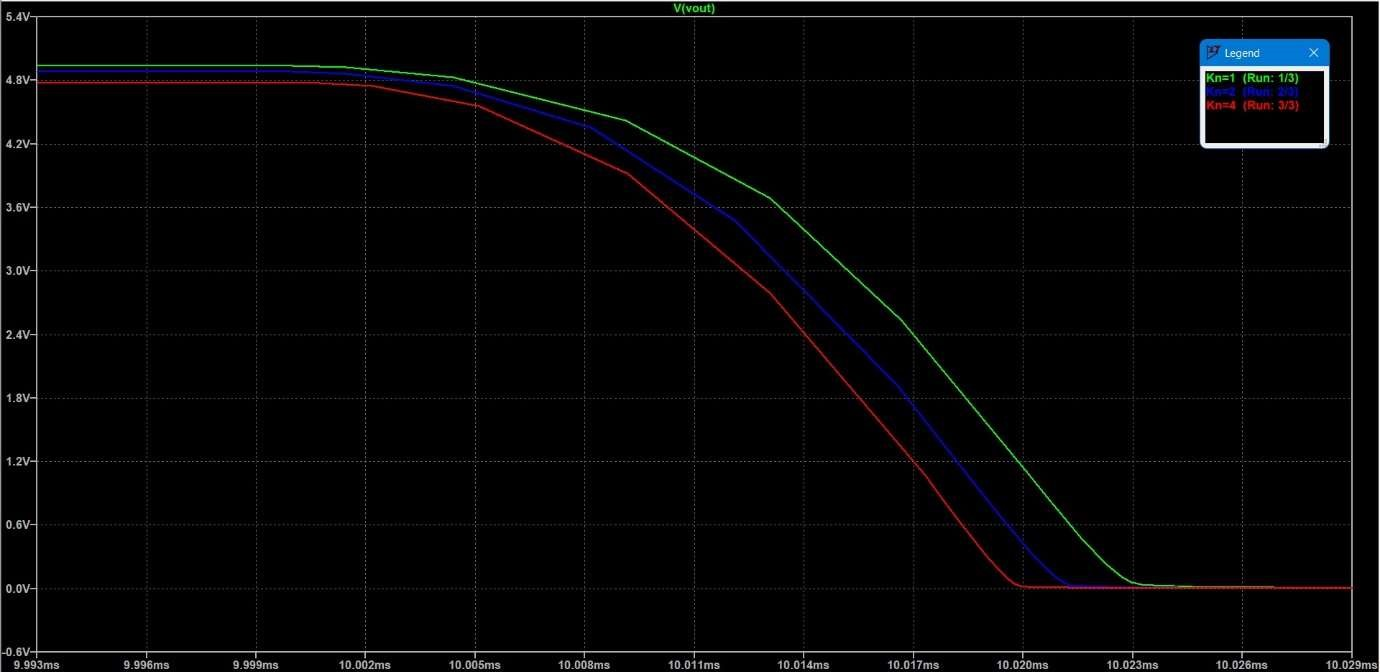 V(vout)
5.4V
4.8V
4.2V
3.6V
3.0V
2.4V
1.8V
1.2V
0.6V
0.0V
-0.6V
9.993ms 9.996ms 9.999ms 10.002ms 10.005ms 10.008ms 10.011ms 10.014ms 10.017ms 10.020ms 10.023ms 10.026ms 10.029ms
Legend
Kn=1 (Run: 1/3)
Kn=2 (Run: 2/3)
Kn=4 (Run: 3/3)